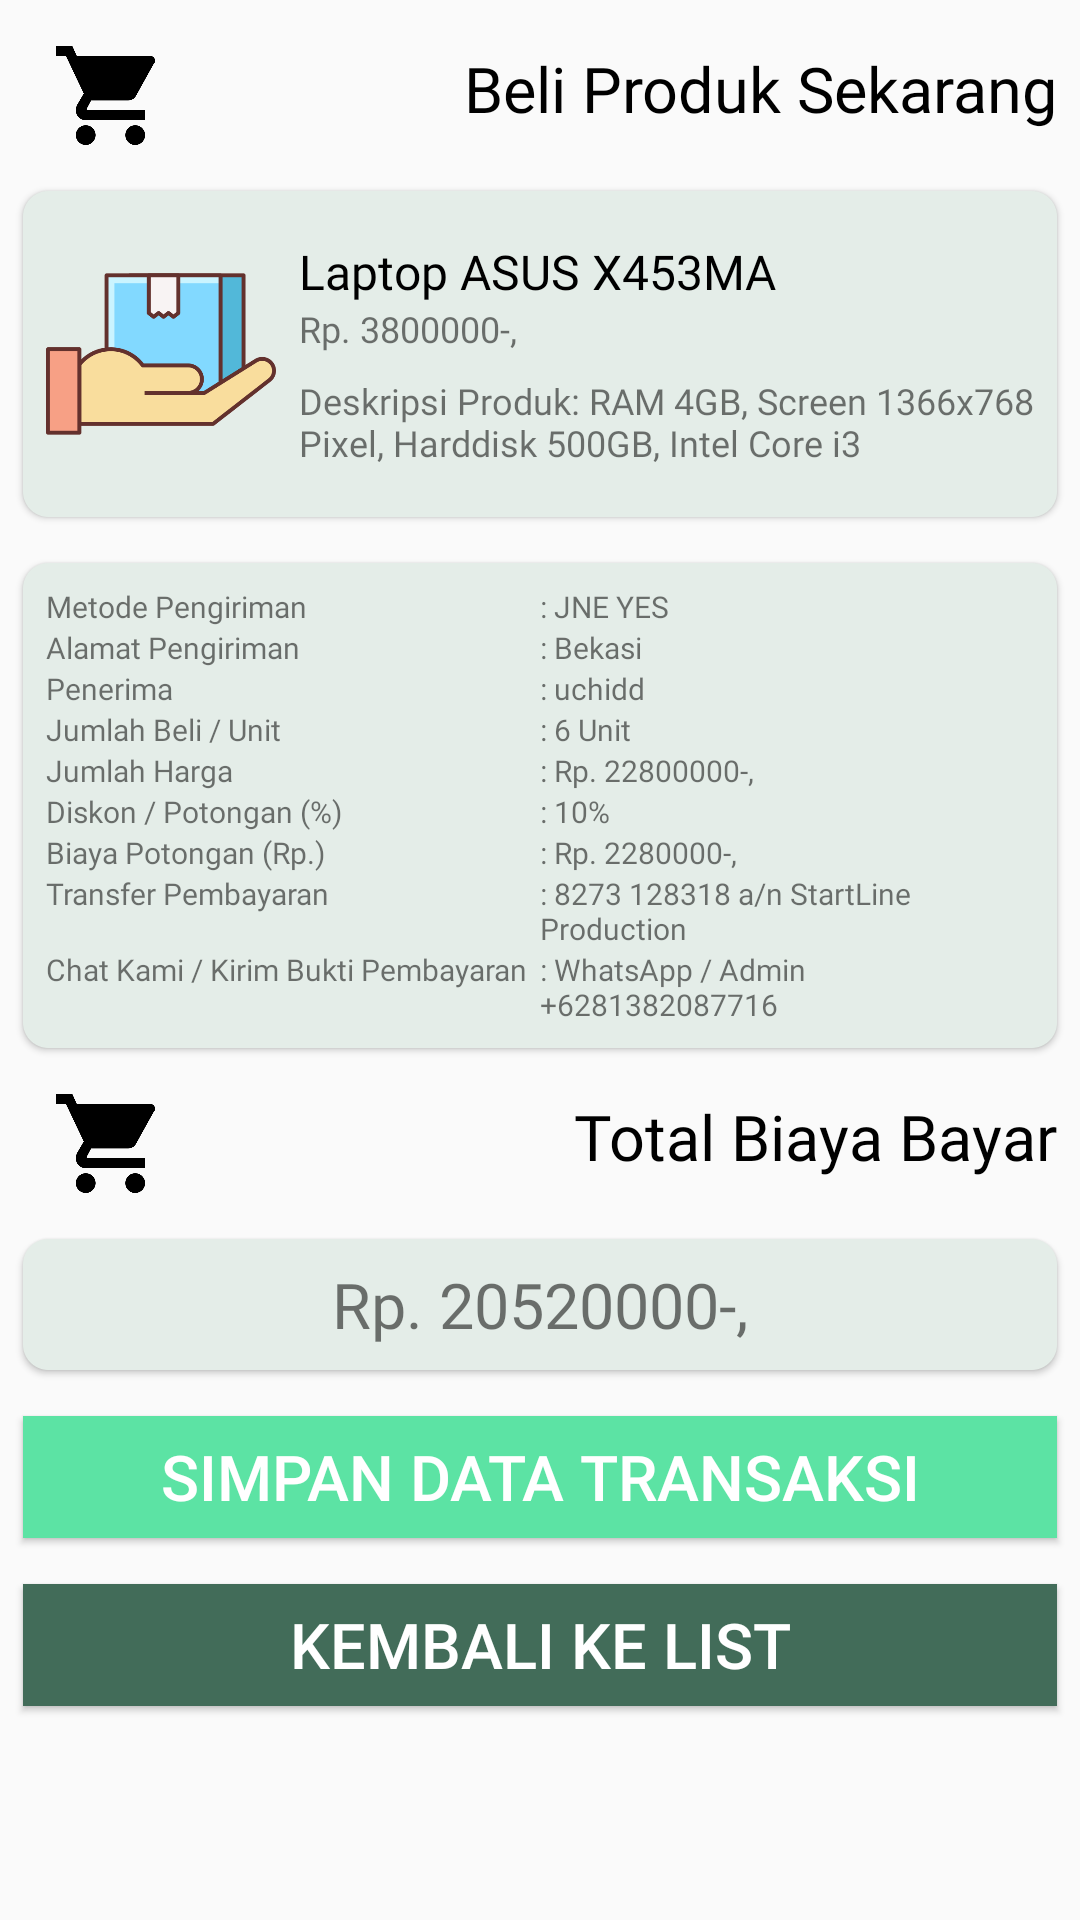 Beli Produk Sekarang
Laptop ASUS X453MA
Rp. 3800000-,
Deskripsi Produk: RAM 4GB, Screen 1366x768
Pixel, Harddisk 500GB, Intel Core i3
Metode Pengiriman : JNE YES
Alamat Pengiriman : Bekasi
Penerima : uchidd
Jumlah Beli / Unit : 6 Unit
Jumlah Harga : Rp. 22800000-,
Diskon / Potongan (%) : 10%
Biaya Potongan (Rp.) : Rp. 2280000-,
Transfer Pembayaran : 8273 128318 a/n StartLine
Production
Chat Kami / Kirim Bukti Pembayaran : WhatsApp / Admin
+6281382087716
Total Biaya Bayar
Rp. 20520000-,
SIMPAN DATA TRANSAKSI
KEMBALI KE LIST